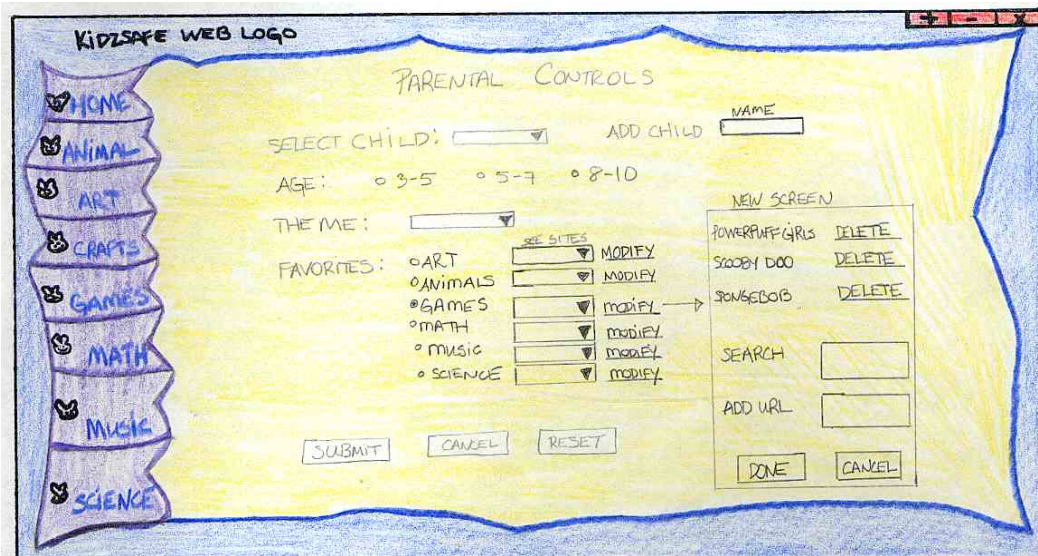 KiDZSAFE WEB LOGO
+ - X
PARENTAL CONTROLS
HOME
ANiMAL
ART
CRAFTS
GAMES
MATH
MUSIC
SCIENCE
SELECT CHiLD:
ADD CHILD
NAME
AGE: 3-5 5-7 8-10
THEME:
FAVORITES:
SEE SITES
ART MODIFY
ANiMALS MODIFY
GAMES MODIFY
MATH MODIFY
MUSIC MODIFY
SCIENCE MODIFY
SUBMIT CANCEL RESET
NEW SCREEN
POWERPUFF GiRLS DELETE
SCOOBY DOO DELETE
SPONGEBOB DELETE
SEARCH
ADD URL
DONE CANCEL